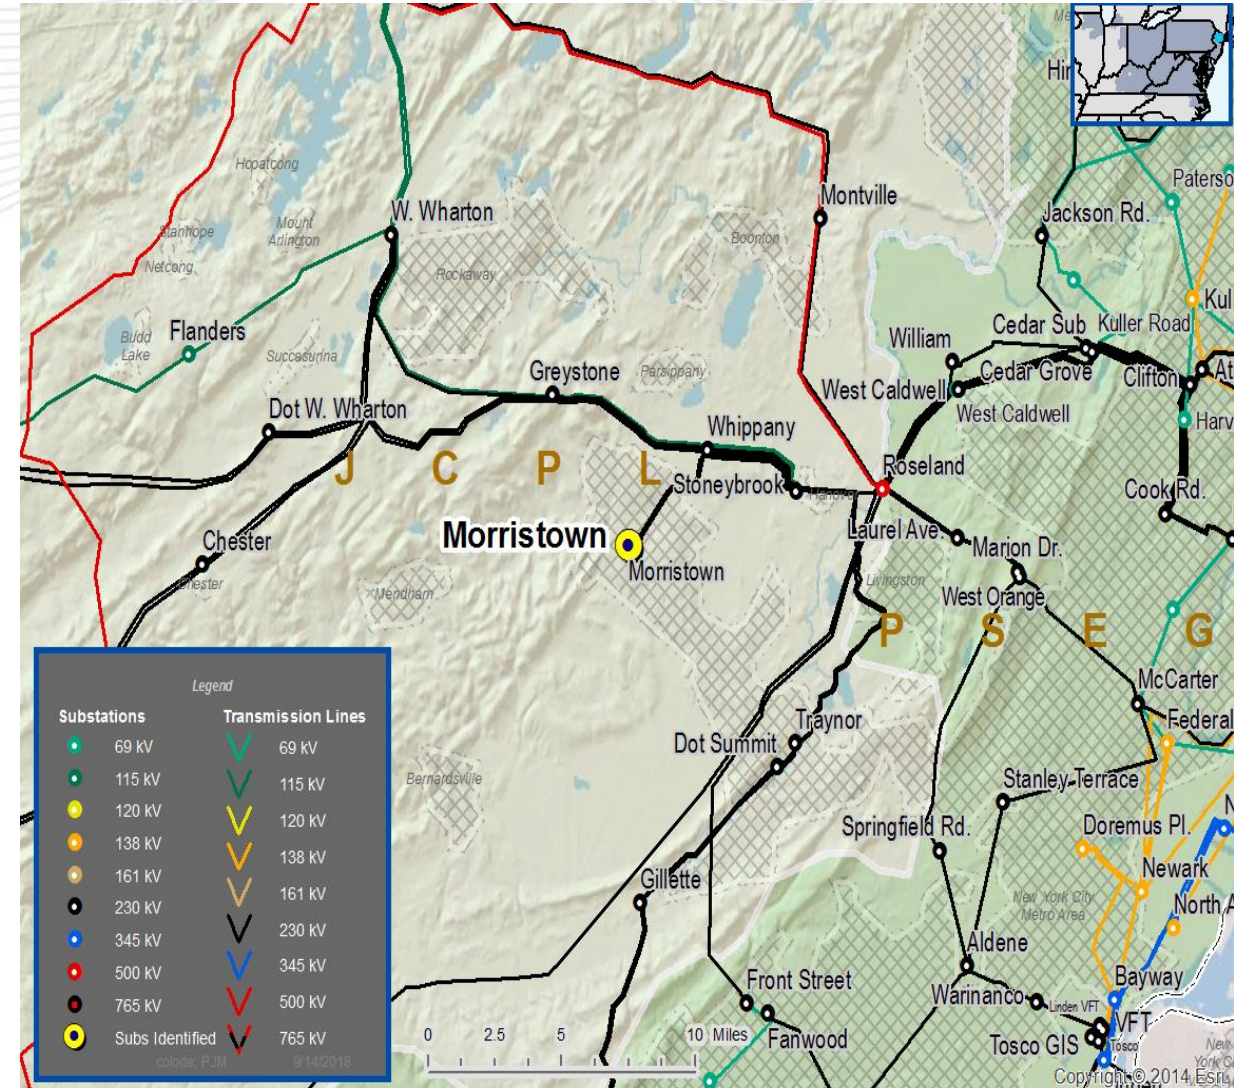 Hopatcong
Mount
Arlington
Stanhope
Netcong
W. Wharton
Rockaway
Boonton
Montville
Jackson Rd.
Budd
Lake
Flanders
Succasunna
Greystone
Parsippany
William
Cedar Sub
Kuller Road
West Caldwell
Cedar Grove
West Caldwell
Clifton
Dot W. Wharton
Whippany
Stoneybrook
Roseland
Cook Rd.
J C P L
Morristown
Morristown
Laurel Ave.
Marion Dr.
Livingston
West Orange
Chester
Chester
Mendham
P S E G
McCarter
Federal
Traynor
Dot Summit
Bernardsville
Stanley Terrace
Springfield Rd.
Doremus Pl.
Newark
North A
Gillette
New York City
Metro Area
Aldene
Bayway
Front Street
Warinanco
Linden VFT
VFT
Fanwood
Tosco GIS
Tosco
Legend
Substations Transmission Lines
69 kV 69 kV
115 kV 115 kV
120 kV 120 kV
138 kV 138 kV
161 kV 161 kV
230 kV 230 kV
345 kV 345 kV
500 kV 500 kV
765 kV 765 kV
Subs Identified
colode, PJM 9/14/2018
0 2.5 5 10 Miles
Copyright © 2014 Esri